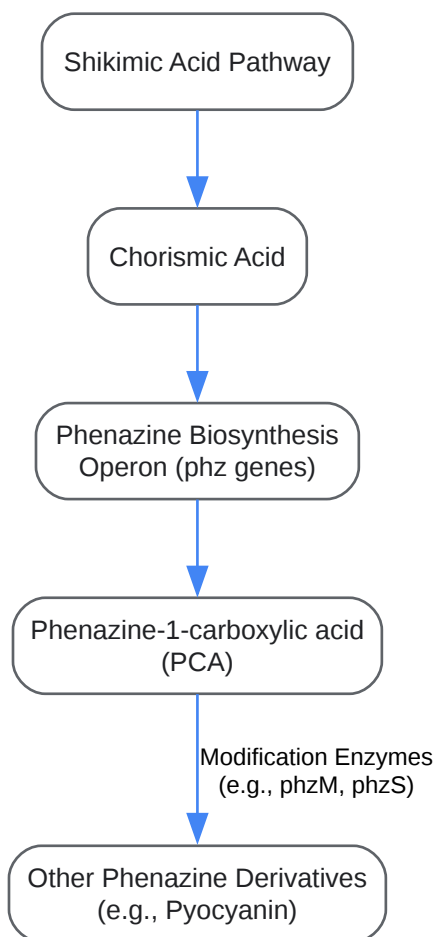 Shikimic Acid Pathway
Chorismic Acid
Phenazine Biosynthesis
Operon (phz genes)
Phenazine-1-carboxylic acid
(PCA)
Modification Enzymes
(e.g., phzM, phzS)
Other Phenazine Derivatives
(e.g., Pyocyanin)